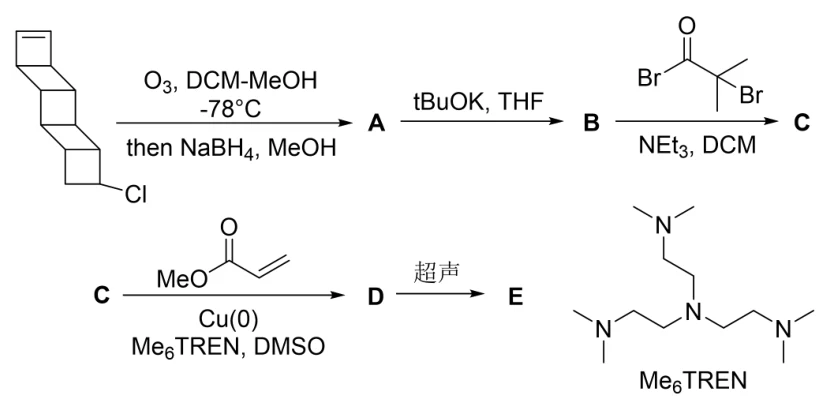 Cl
O₃, DCM-MeOH
-78°C
then NaBH₄, MeOH
A
tBuOK, THF
B
O
Br
Br
NEt₃, DCM
C
C
O
MeO
Cu(0)
Me₆TREN, DMSO
D
超声
E
N
N
N
N
Me₆TREN